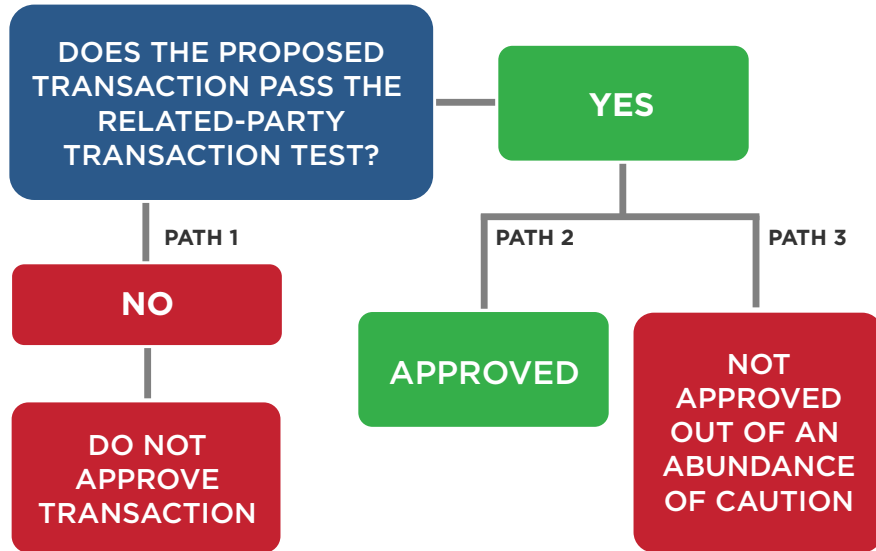 DOES THE PROPOSED
TRANSACTION PASS THE
RELATED-PARTY
TRANSACTION TEST?
YES
PATH 1
PATH 2
PATH 3
NO
APPROVED
NOT
APPROVED
OUT OF AN
ABUNDANCE
OF CAUTION
DO NOT
APPROVE
TRANSACTION